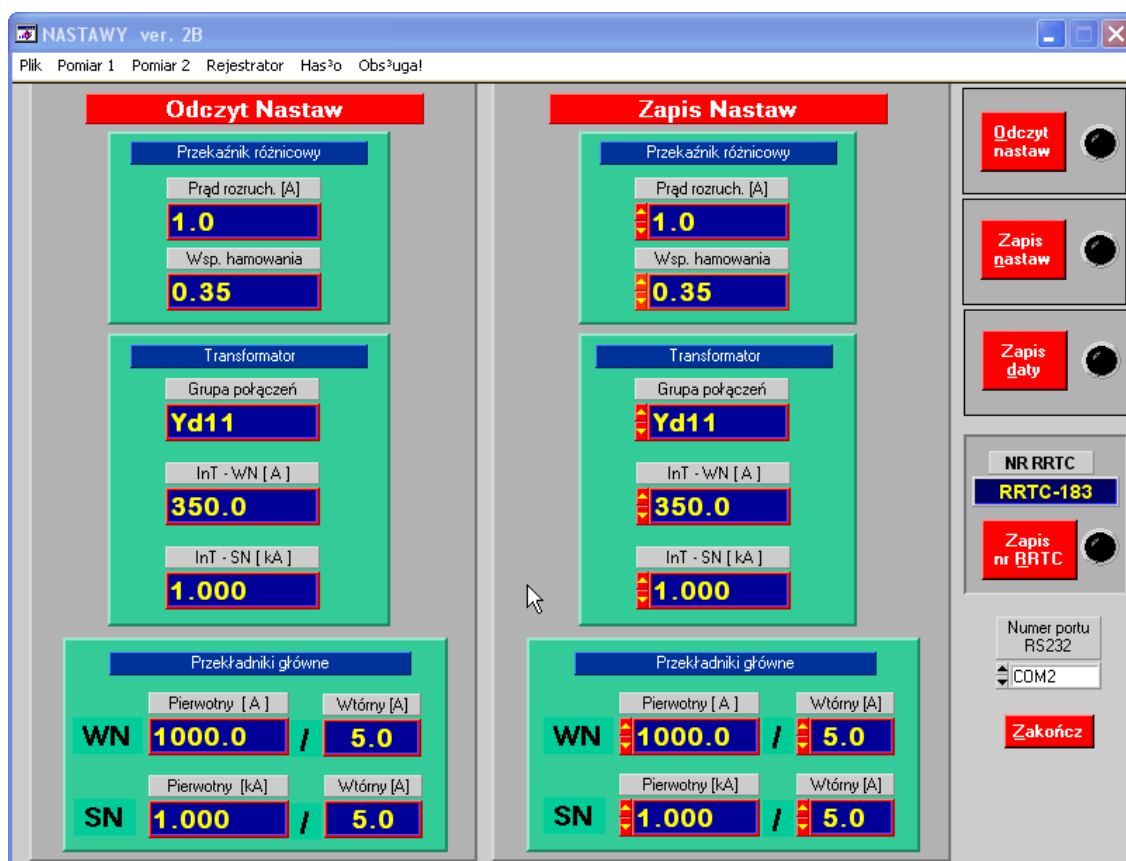 NASTAWY ver. 2B
Plik Pomiar 1 Pomiar 2 Rejestrator Has³o Obs³uga!
Odczyt Nastaw
Przekaźnik różnicowy
Prąd rozruch. [A]
1.0
Wsp. hamowania
0.35
Transformator
Grupa połączeń
Yd11
InT - WN [ A ]
350.0
InT - SN [ kA ]
1.000
Przekładniki główne
Pierwotny [ A ] Wtórny [A]
WN 1000.0 / 5.0
Pierwotny [kA] Wtórny [A]
SN 1.000 / 5.0
Zapis Nastaw
Przekaźnik różnicowy
Prąd rozruch. [A]
1.0
Wsp. hamowania
0.35
Transformator
Grupa połączeń
Yd11
InT - WN [ A ]
350.0
InT - SN [ kA ]
1.000
Przekładniki główne
Pierwotny [ A ] Wtórny [A]
WN 1000.0 / 5.0
Pierwotny [kA] Wtórny [A]
SN 1.000 / 5.0
Odczyt
nastaw
Zapis
nastaw
Zapis
daty
NR RRTC
RRTC-183
Zapis
nr RRTC
Numer portu
RS232
COM2
Zakończ